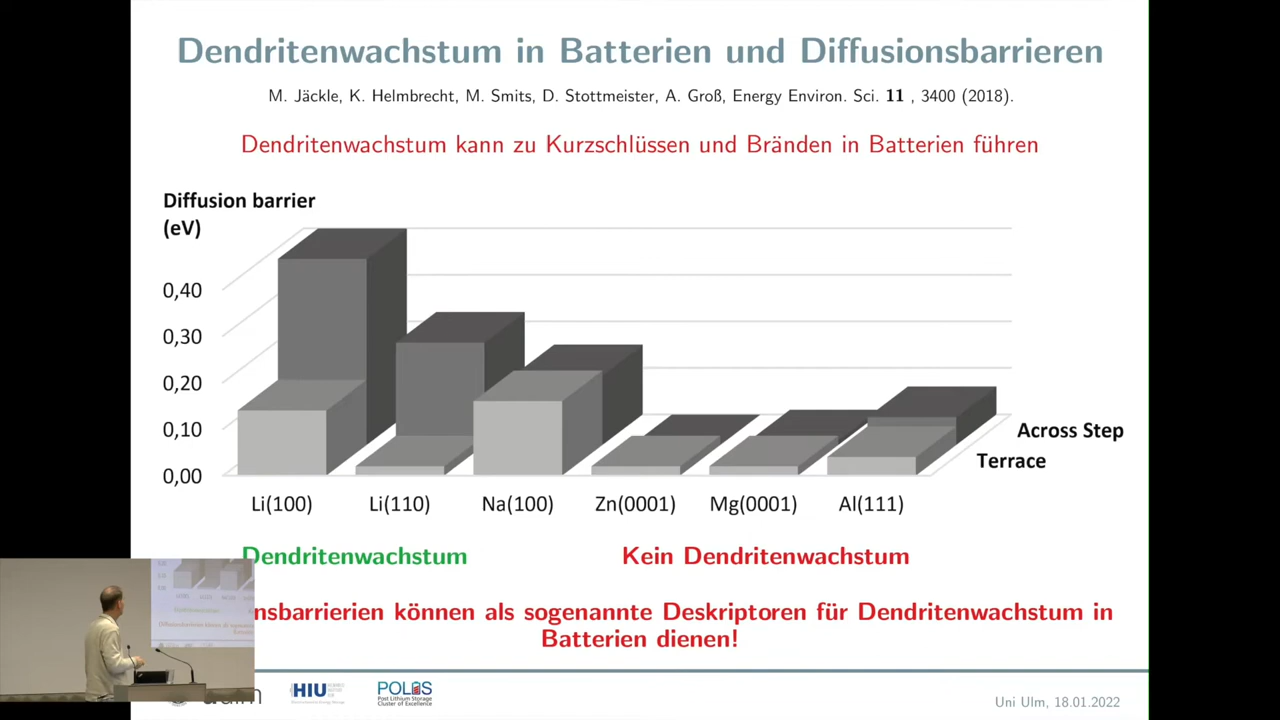 Dendritenwachstum in Batterien und Diffusionsbarrieren
M. Jäckle, K. Helmbrecht, M. Smits, D. Stottmeister, A. Groß, Energy Environ. Sci. 11 , 3400 (2018).
Dendritenwachstum kann zu Kurzschlüssen und Bränden in Batterien führen
Diffusion barrier
(eV)
0,40
0,30
0,20
0,10
0,00
Across Step
Terrace
Li(100) Li(110) Na(100) Zn(0001) Mg(0001) Al(111)
Dendritenwachstum Kein Dendritenwachstum
nsbarrierien können als sogenannte Deskriptoren für Dendritenwachstum in
Batterien dienen!
HIU
POLiS
Post Lithium Storage
Cluster of Excellence
Uni Ulm, 18.01.2022